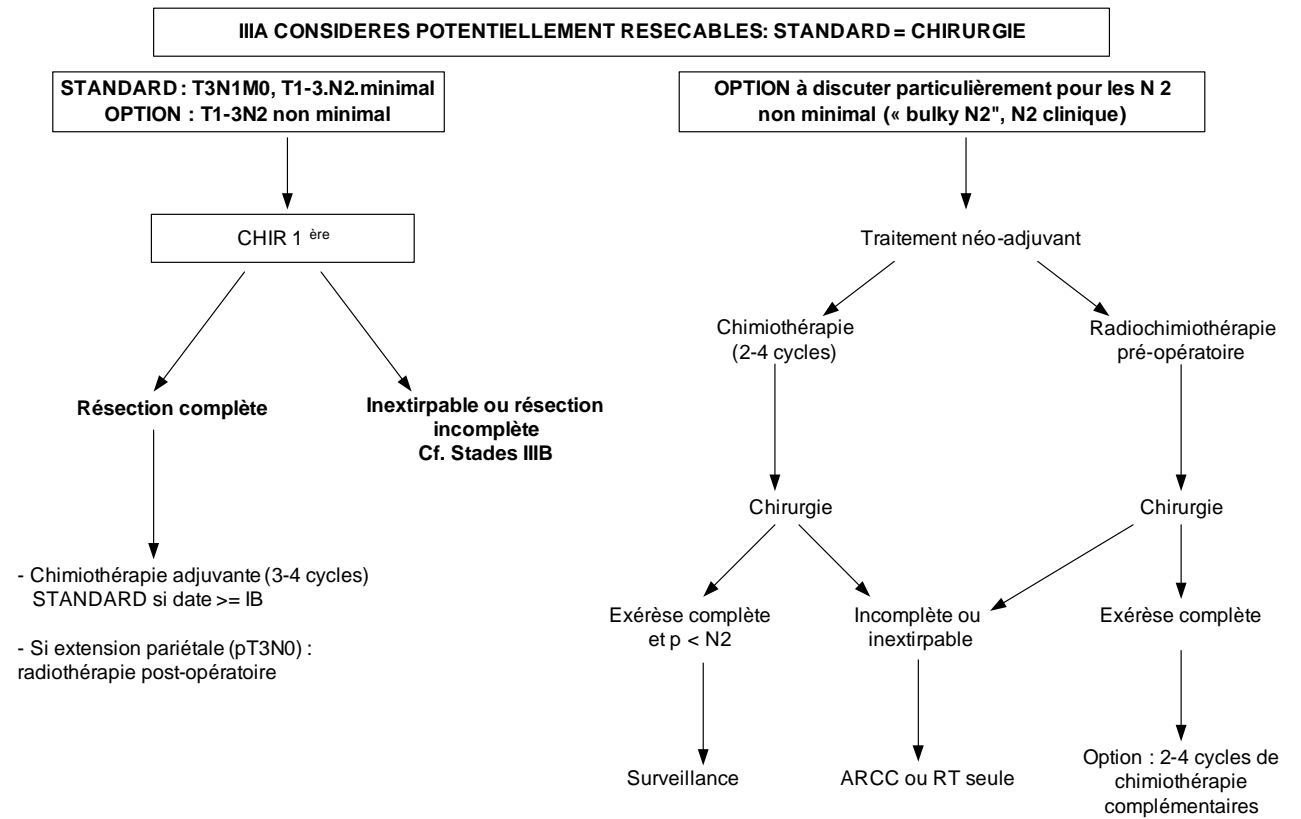 IIIA CONSIDERES POTENTIELLEMENT RESECABLES: STANDARD = CHIRURGIE
STANDARD : T3N1M0, T1-3.N2.minimal
OPTION : T1-3N2 non minimal
OPTION à discuter particulièrement pour les N 2
non minimal (« bulky N2", N2 clinique)
CHIR 1 ère
Traitement néo-adjuvant
Chimiothérapie
(2-4 cycles)
Radiochimiothérapie
pré-opératoire
Résection complète
Inextirpable ou résection
incomplète
Cf. Stades IIIB
Chirurgie
Chirurgie
- Chimiothérapie adjuvante (3-4 cycles)
STANDARD si date >= IB
- Si extension pariétale (pT3N0) :
radiothérapie post-opératoire
Exérèse complète
et p < N2
Incomplète ou
inextirpable
Exérèse complète
Surveillance
ARCC ou RT seule
Option : 2-4 cycles de
chimiothérapie
complémentaires